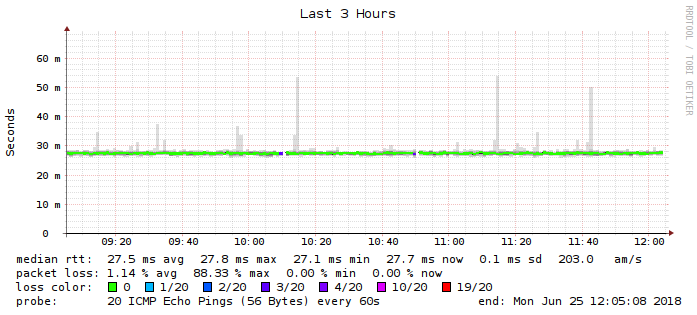 Last 3 Hours
RRDTOOL / TOBI OETIKER
Seconds
60 m
50 m
40 m
30 m
20 m
10 m
0
09:20 09:40 10:00 10:20 10:40 11:00 11:20 11:40 12:00
median rtt: 27.5 ms avg 27.8 ms max 27.1 ms min 27.7 ms now 0.1 ms sd 203.0 am/s
packet loss: 1.14 % avg 88.33 % max 0.00 % min 0.00 % now
loss color: 0 1/20 2/20 3/20 4/20 10/20 19/20
probe: 20 ICMP Echo Pings (56 Bytes) every 60s end: Mon Jun 25 12:05:08 2018